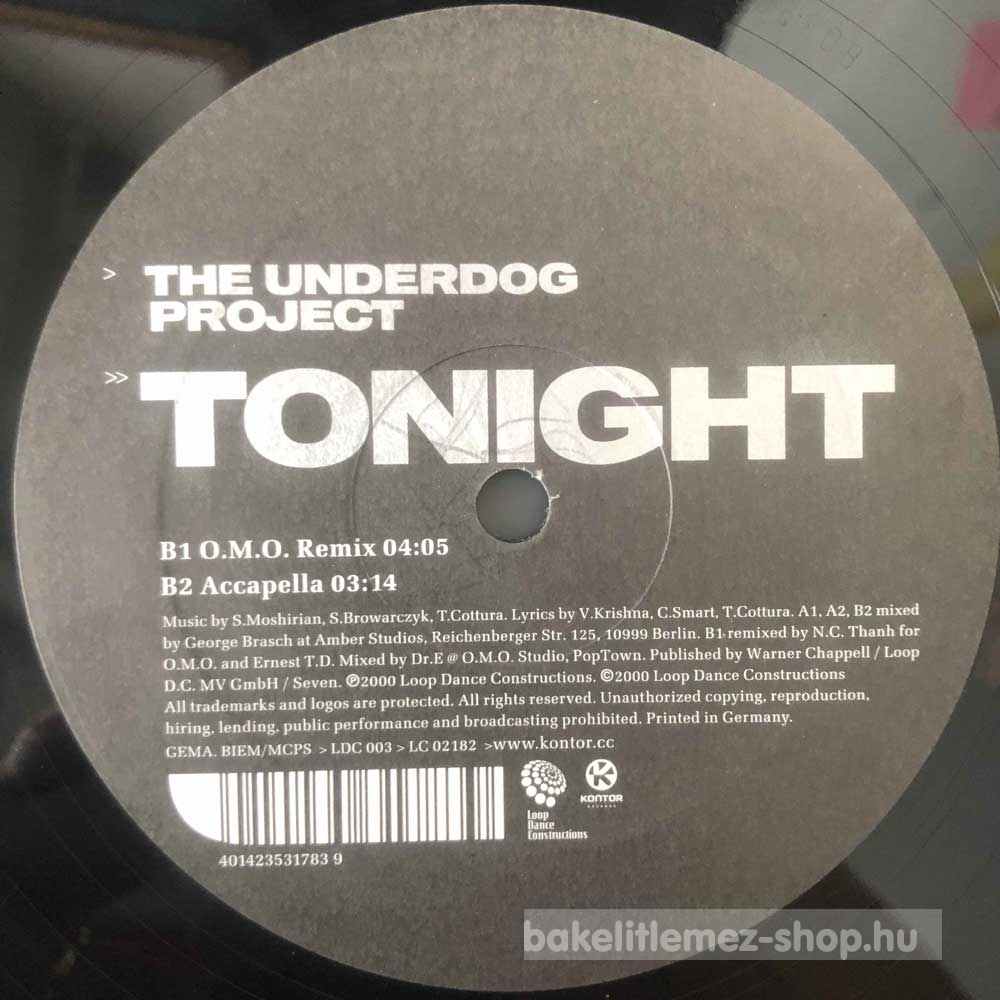 > THE UNDERDOG
PROJECT
>> TONIGHT
B1 O.M.O. Remix 04:05
B2 Accapella 03:14
Music by S.Moshirian, S.Browarczyk, T.Cottura. Lyrics by V.Krishna, C.Smart, T.Cottura. A1, A2, B2 mixed
by George Brasch at Amber Studios, Reichenberger Str. 125, 10999 Berlin. B1 remixed by N.C. Thanh for
O.M.O. and Ernest T.D. Mixed by Dr.E @ O.M.O. Studio, PopTown. Published by Warner Chappell / Loop
D.C. MV GmbH / Seven. ℗2000 Loop Dance Constructions. ©2000 Loop Dance Constructions
All trademarks and logos are protected. All rights reserved. Unauthorized copying, reproduction,
hiring, lending, public performance and broadcasting prohibited. Printed in Germany.
GEMA. BIEM/MCPS >LDC 003 >LC 02182 >www.kontor.cc
Loop
Dance
Constructions
KONTOR
RECORDS
401423531783 9
bakelitlemez-shop.hu